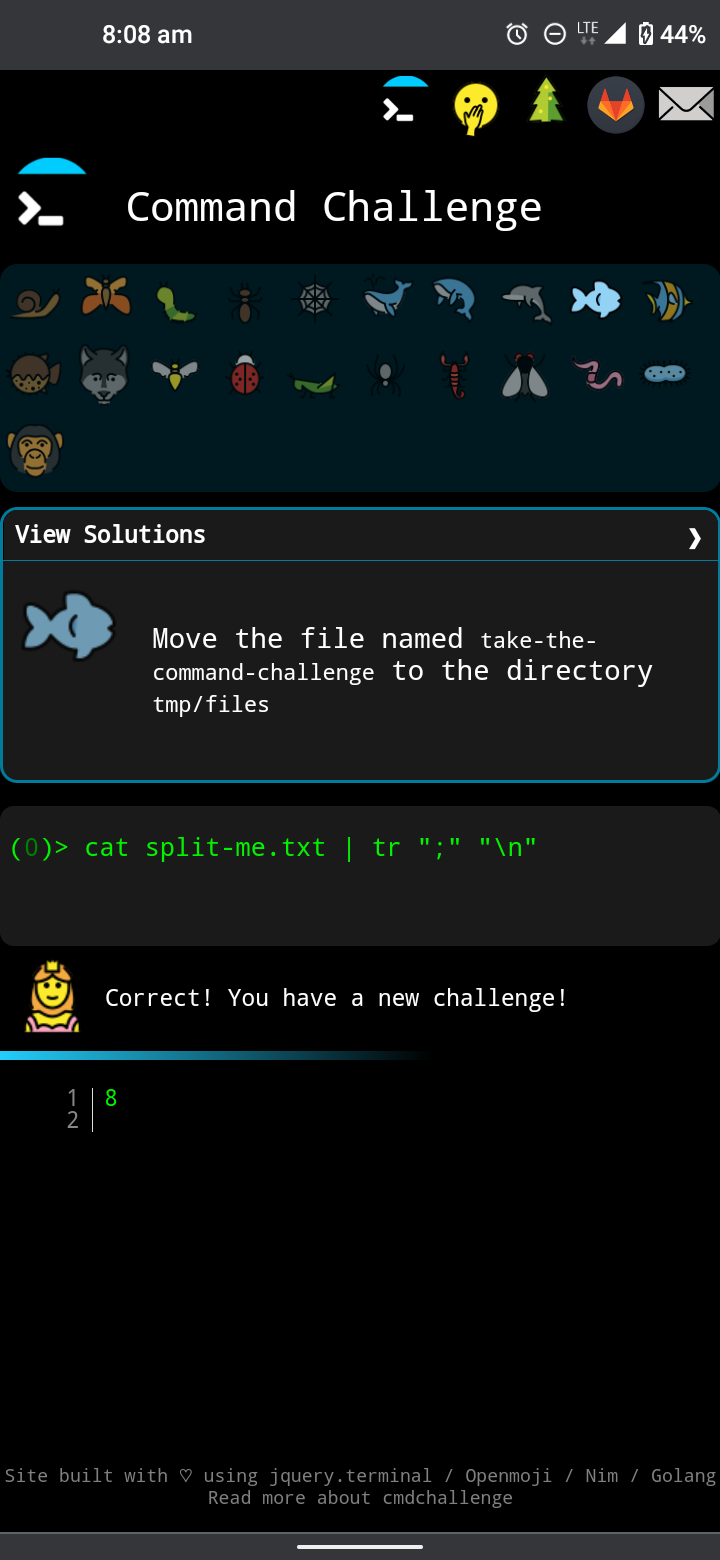 8:08 am LTE 44%
Command Challenge
View Solutions ❯
Move the file named take-the-
command-challenge to the directory
tmp/files
(0)> cat split-me.txt | tr ";" "\n"
Correct! You have a new challenge!
1 8
2
Site built with ♡ using jquery.terminal / Openmoji / Nim / Golang
Read more about cmdchallenge